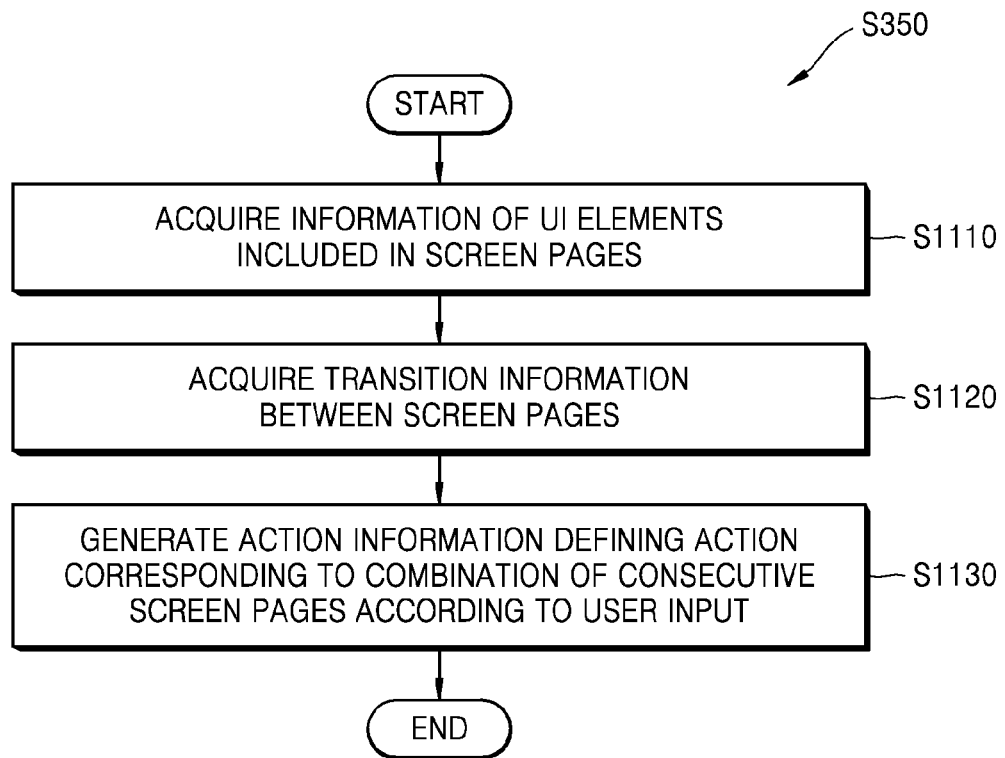 S350
START
ACQUIRE INFORMATION OF UI ELEMENTS
INCLUDED IN SCREEN PAGES
S1110
ACQUIRE TRANSITION INFORMATION
BETWEEN SCREEN PAGES
S1120
GENERATE ACTION INFORMATION DEFINING ACTION
CORRESPONDING TO COMBINATION OF CONSECUTIVE
SCREEN PAGES ACCORDING TO USER INPUT
S1130
END